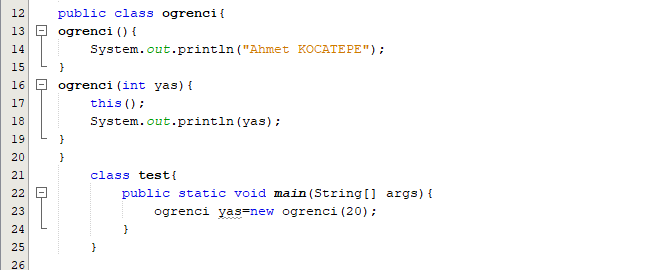 12 public class ogrenci{
13 ogrenci(){
14 System.out.println("Ahmet KOCATEPE");
15 }
16 ogrenci(int yas){
17 this();
18 System.out.println(yas);
19 }
20 }
21 class test{
22 public static void main(String[] args){
23 ogrenci yas=new ogrenci(20);
24 }
25 }
26